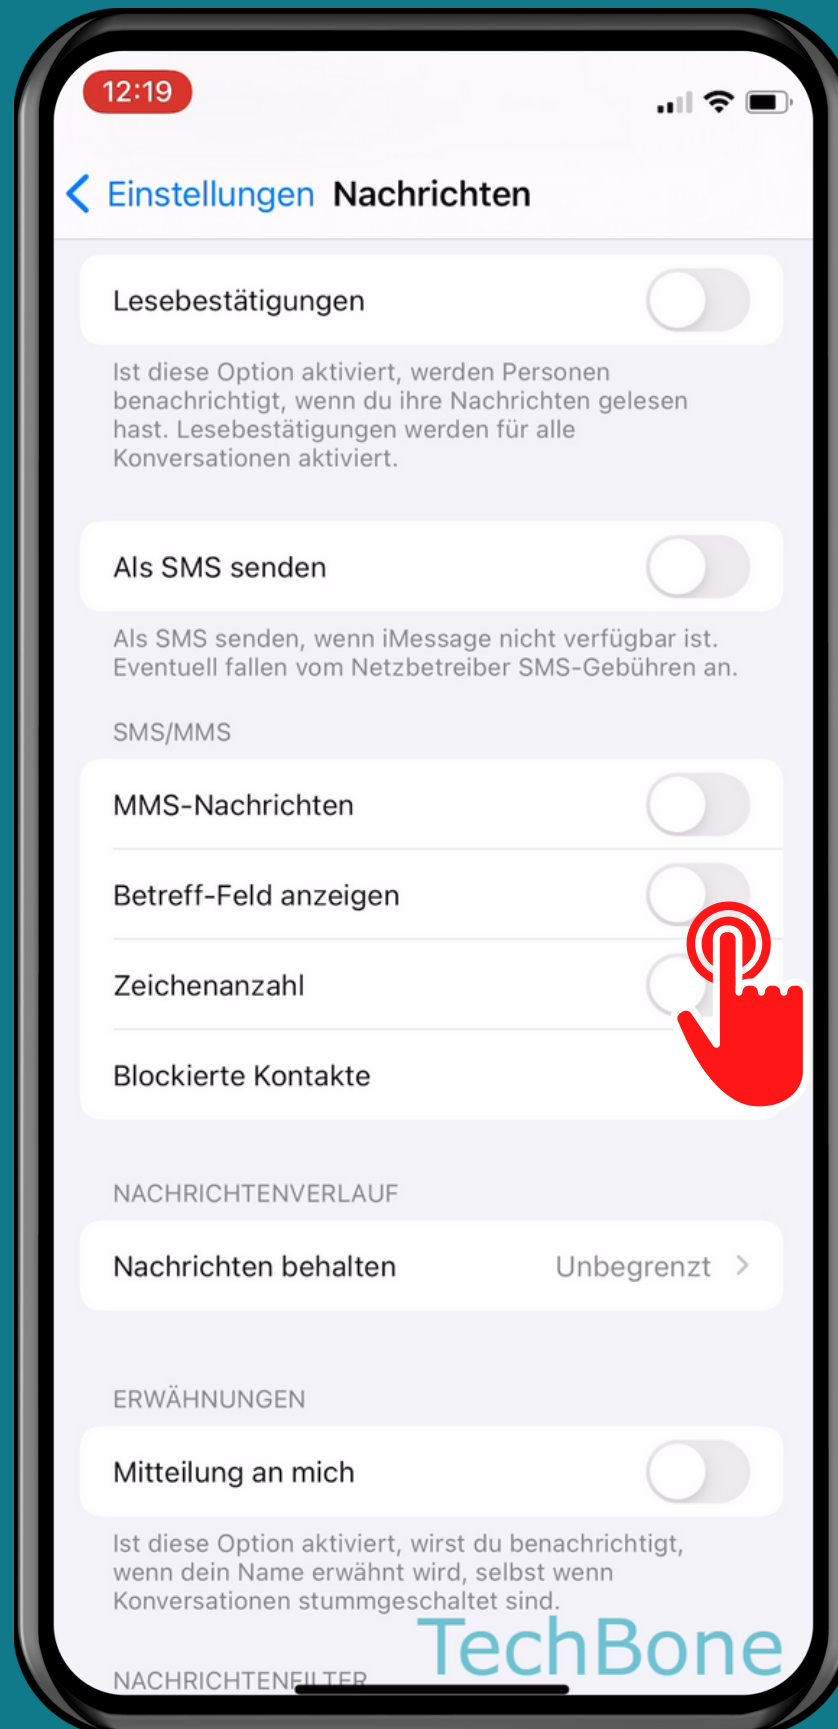 12:19
Einstellungen Nachrichten
Lesebestätigungen
Ist diese Option aktiviert, werden Personen
benachrichtigt, wenn du ihre Nachrichten gelesen
hast. Lesebestätigungen werden für alle
Konversationen aktiviert.
Als SMS senden
Als SMS senden, wenn iMessage nicht verfügbar ist.
Eventuell fallen vom Netzbetreiber SMS-Gebühren an.
SMS/MMS
MMS-Nachrichten
Betreff-Feld anzeigen
Zeichenanzahl
Blockierte Kontakte
NACHRICHTENVERLAUF
Nachrichten behalten Unbegrenzt
ERWÄHNUNGEN
Mitteilung an mich
Ist diese Option aktiviert, wirst du benachrichtigt,
wenn dein Name erwähnt wird, selbst wenn
Konversationen stummgeschaltet sind.
TechBone
NACHRICHTENFILTER